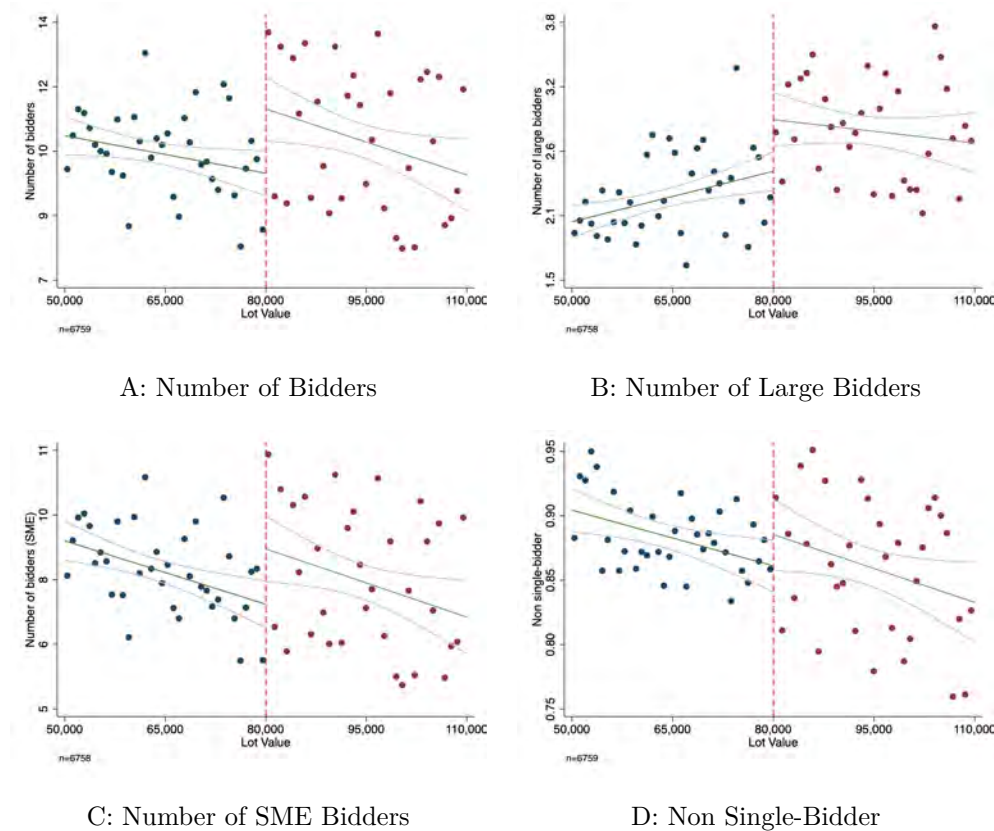 Number of bidders
14
12
10
9
7
50,000
65,000
80,000
95,000
110,000
Lot Value
n=6759
A: Number of Bidders
Number of large bidders
3.8
3.2
2.6
2.1
1.5
50,000
65,000
80,000
95,000
110,000
Lot Value
n=6758
B: Number of Large Bidders
Number of bidders (SME)
11
10
8
6
5
50,000
65,000
80,000
95,000
110,000
Lot Value
n=6758
C: Number of SME Bidders
Non single-bidder
0.95
0.90
0.85
0.80
0.75
50,000
65,000
80,000
95,000
110,000
Lot Value
n=6759
D: Non Single-Bidder